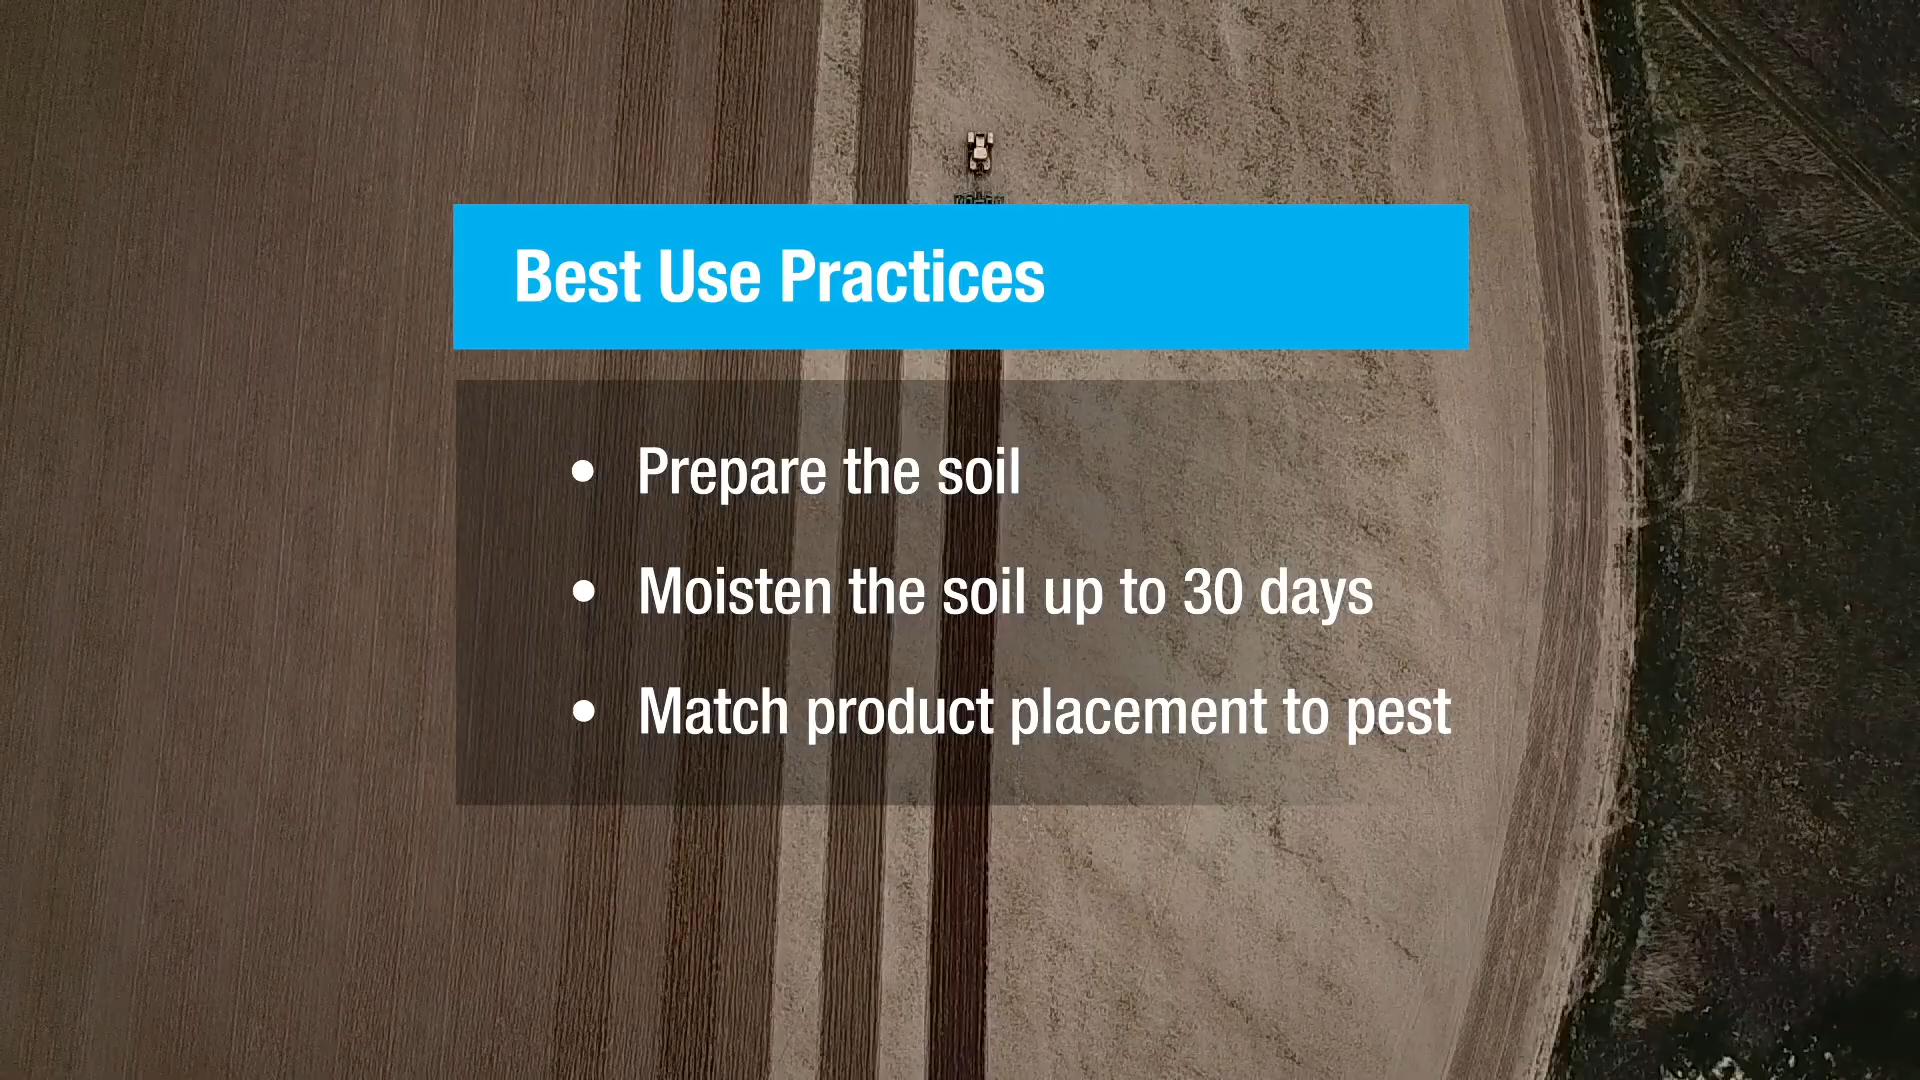 Best Use Practices
• Prepare the soil
• Moisten the soil up to 30 days
• Match product placement to pest